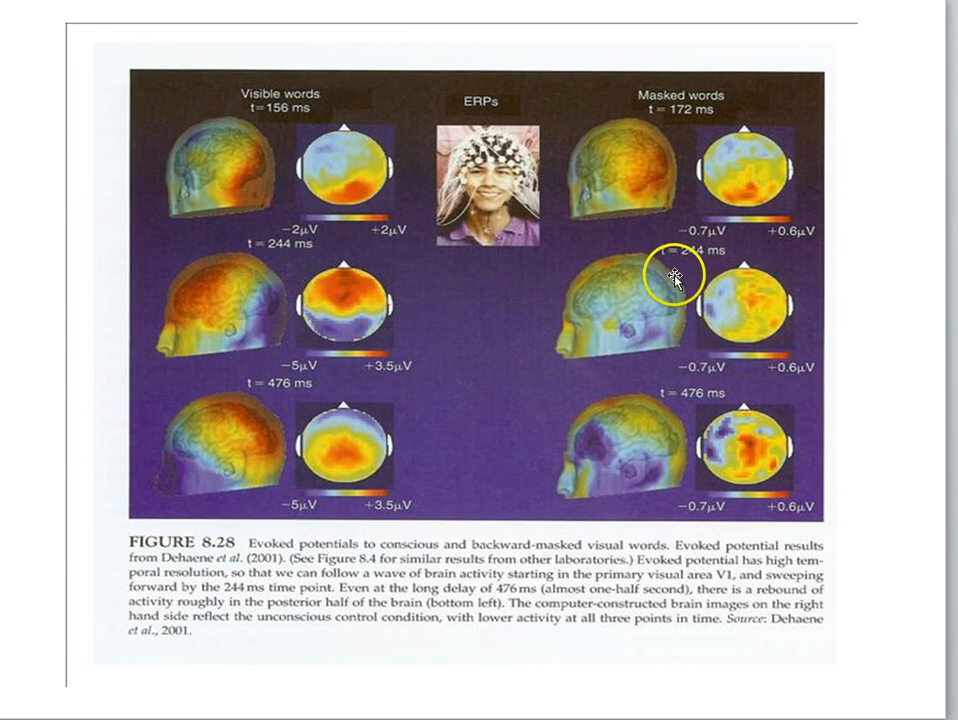 Visible words
t=156 ms
ERPs
Masked words
t = 172 ms
−2µV +2µV
−0.7µV +0.6µV
t = 244 ms
t = 244 ms
−5µV +3.5µV
−0.7µV +0.6µV
t = 476 ms
t = 476 ms
−5µV +3.5µV
−0.7µV +0.6µV
FIGURE 8.28 Evoked potentials to conscious and backward-masked visual words. Evoked potential results
from Dehaene et al. (2001). (See Figure 8.4 for similar results from other laboratories.) Evoked potential has high tem-
poral resolution, so that we can follow a wave of brain activity starting in the primary visual area V1, and sweeping
forward by the 244 ms time point. Even at the long delay of 476 ms (almost one-half second), there is a rebound of
activity roughly in the posterior half of the brain (bottom left). The computer-constructed brain images on the right
hand side reflect the unconscious control condition, with lower activity at all three points in time. Source: Dehaene
et al., 2001.